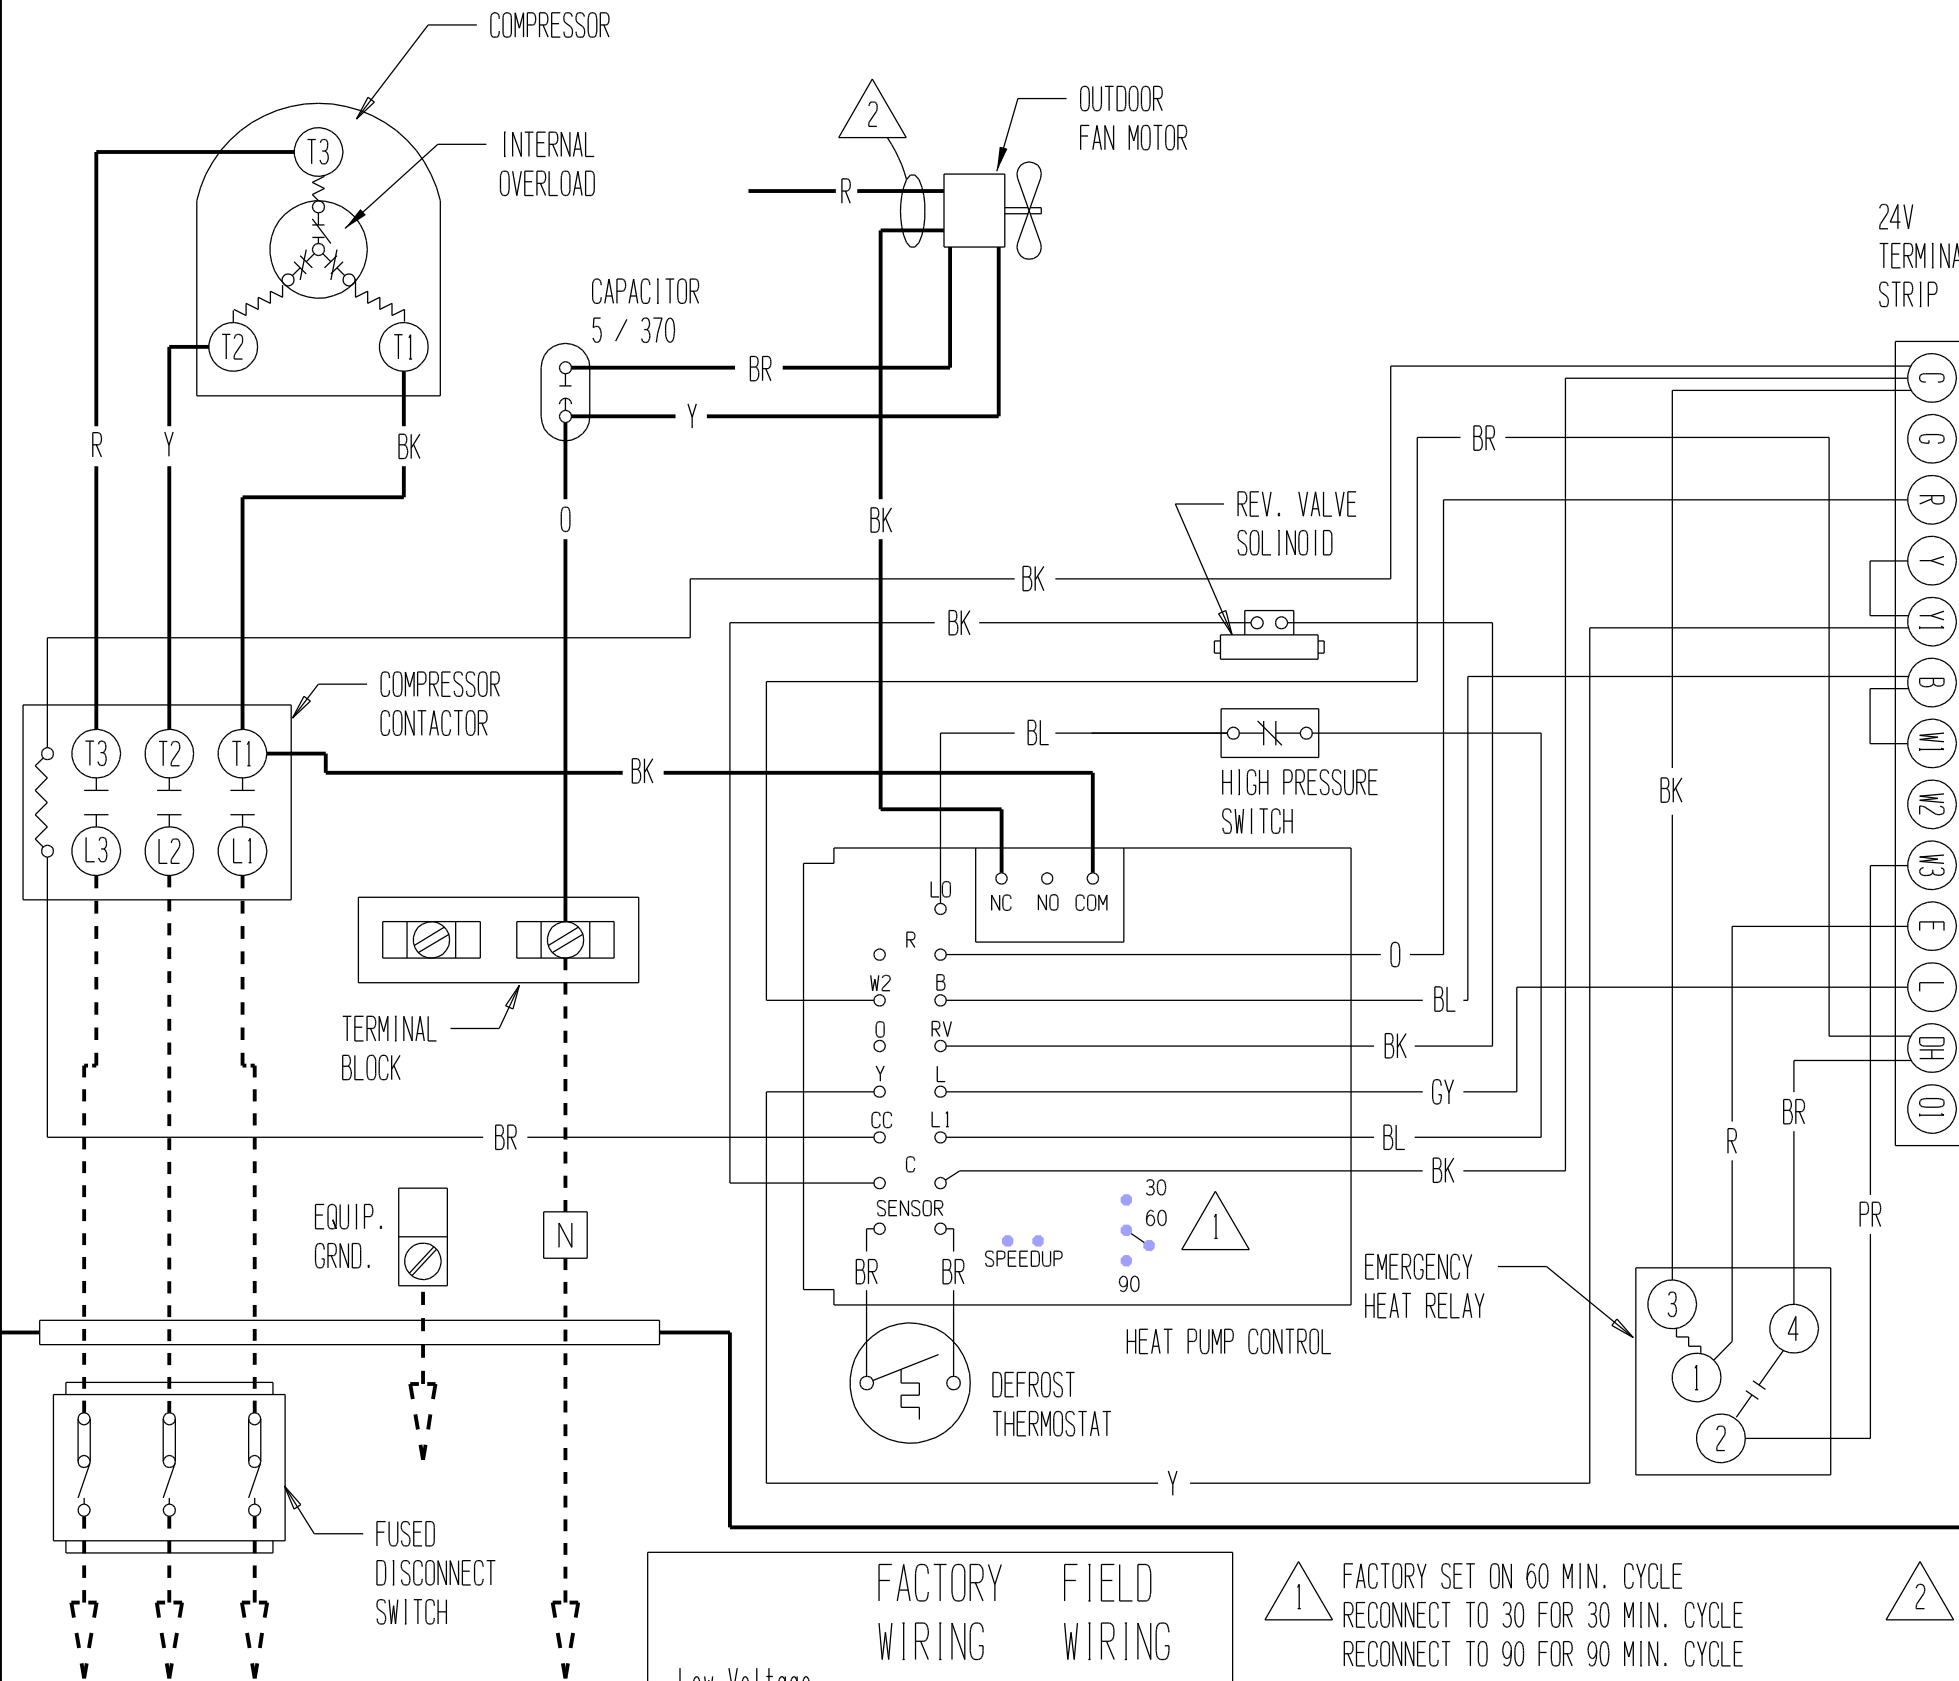 COMPRESSOR
T3
INTERNAL
OVERLOAD
T2
T1
R
Y
BK
2
OUTDOOR
FAN MOTOR
R
CAPACITOR
5 / 370
BR
Y
O
BK
24V
STRIP
C
G
R
Y
Y1
B
W1
W2
W3
E
L
DH
O1
BR
REV. VALVE
SOLINOID
BK
BK
COMPRESSOR
CONTACTOR
T3
T2
T1
L3
L2
L1
BK
BL
HIGH PRESSURE
SWITCH
BK
TERMINAL
BLOCK
LO
NC
NO
COM
R
W2
B
O
RV
Y
L
CC
L1
C
SENSOR
O
BL
BK
GY
BL
BK
BR
BR
R
PR
EQUIP.
GRND.
N
BR
BR
SPEEDUP
30
60
90
1
HEAT PUMP CONTROL
EMERGENCY
HEAT RELAY
3
4
1
2
DEFROST
THERMOSTAT
Y
FUSED
DISCONNECT
SWITCH
FACTORY
WIRING
FIELD
WIRING
Low Voltage
1
FACTORY SET ON 60 MIN. CYCLE
RECONNECT TO 30 FOR 30 MIN. CYCLE
RECONNECT TO 90 FOR 90 MIN. CYCLE
2